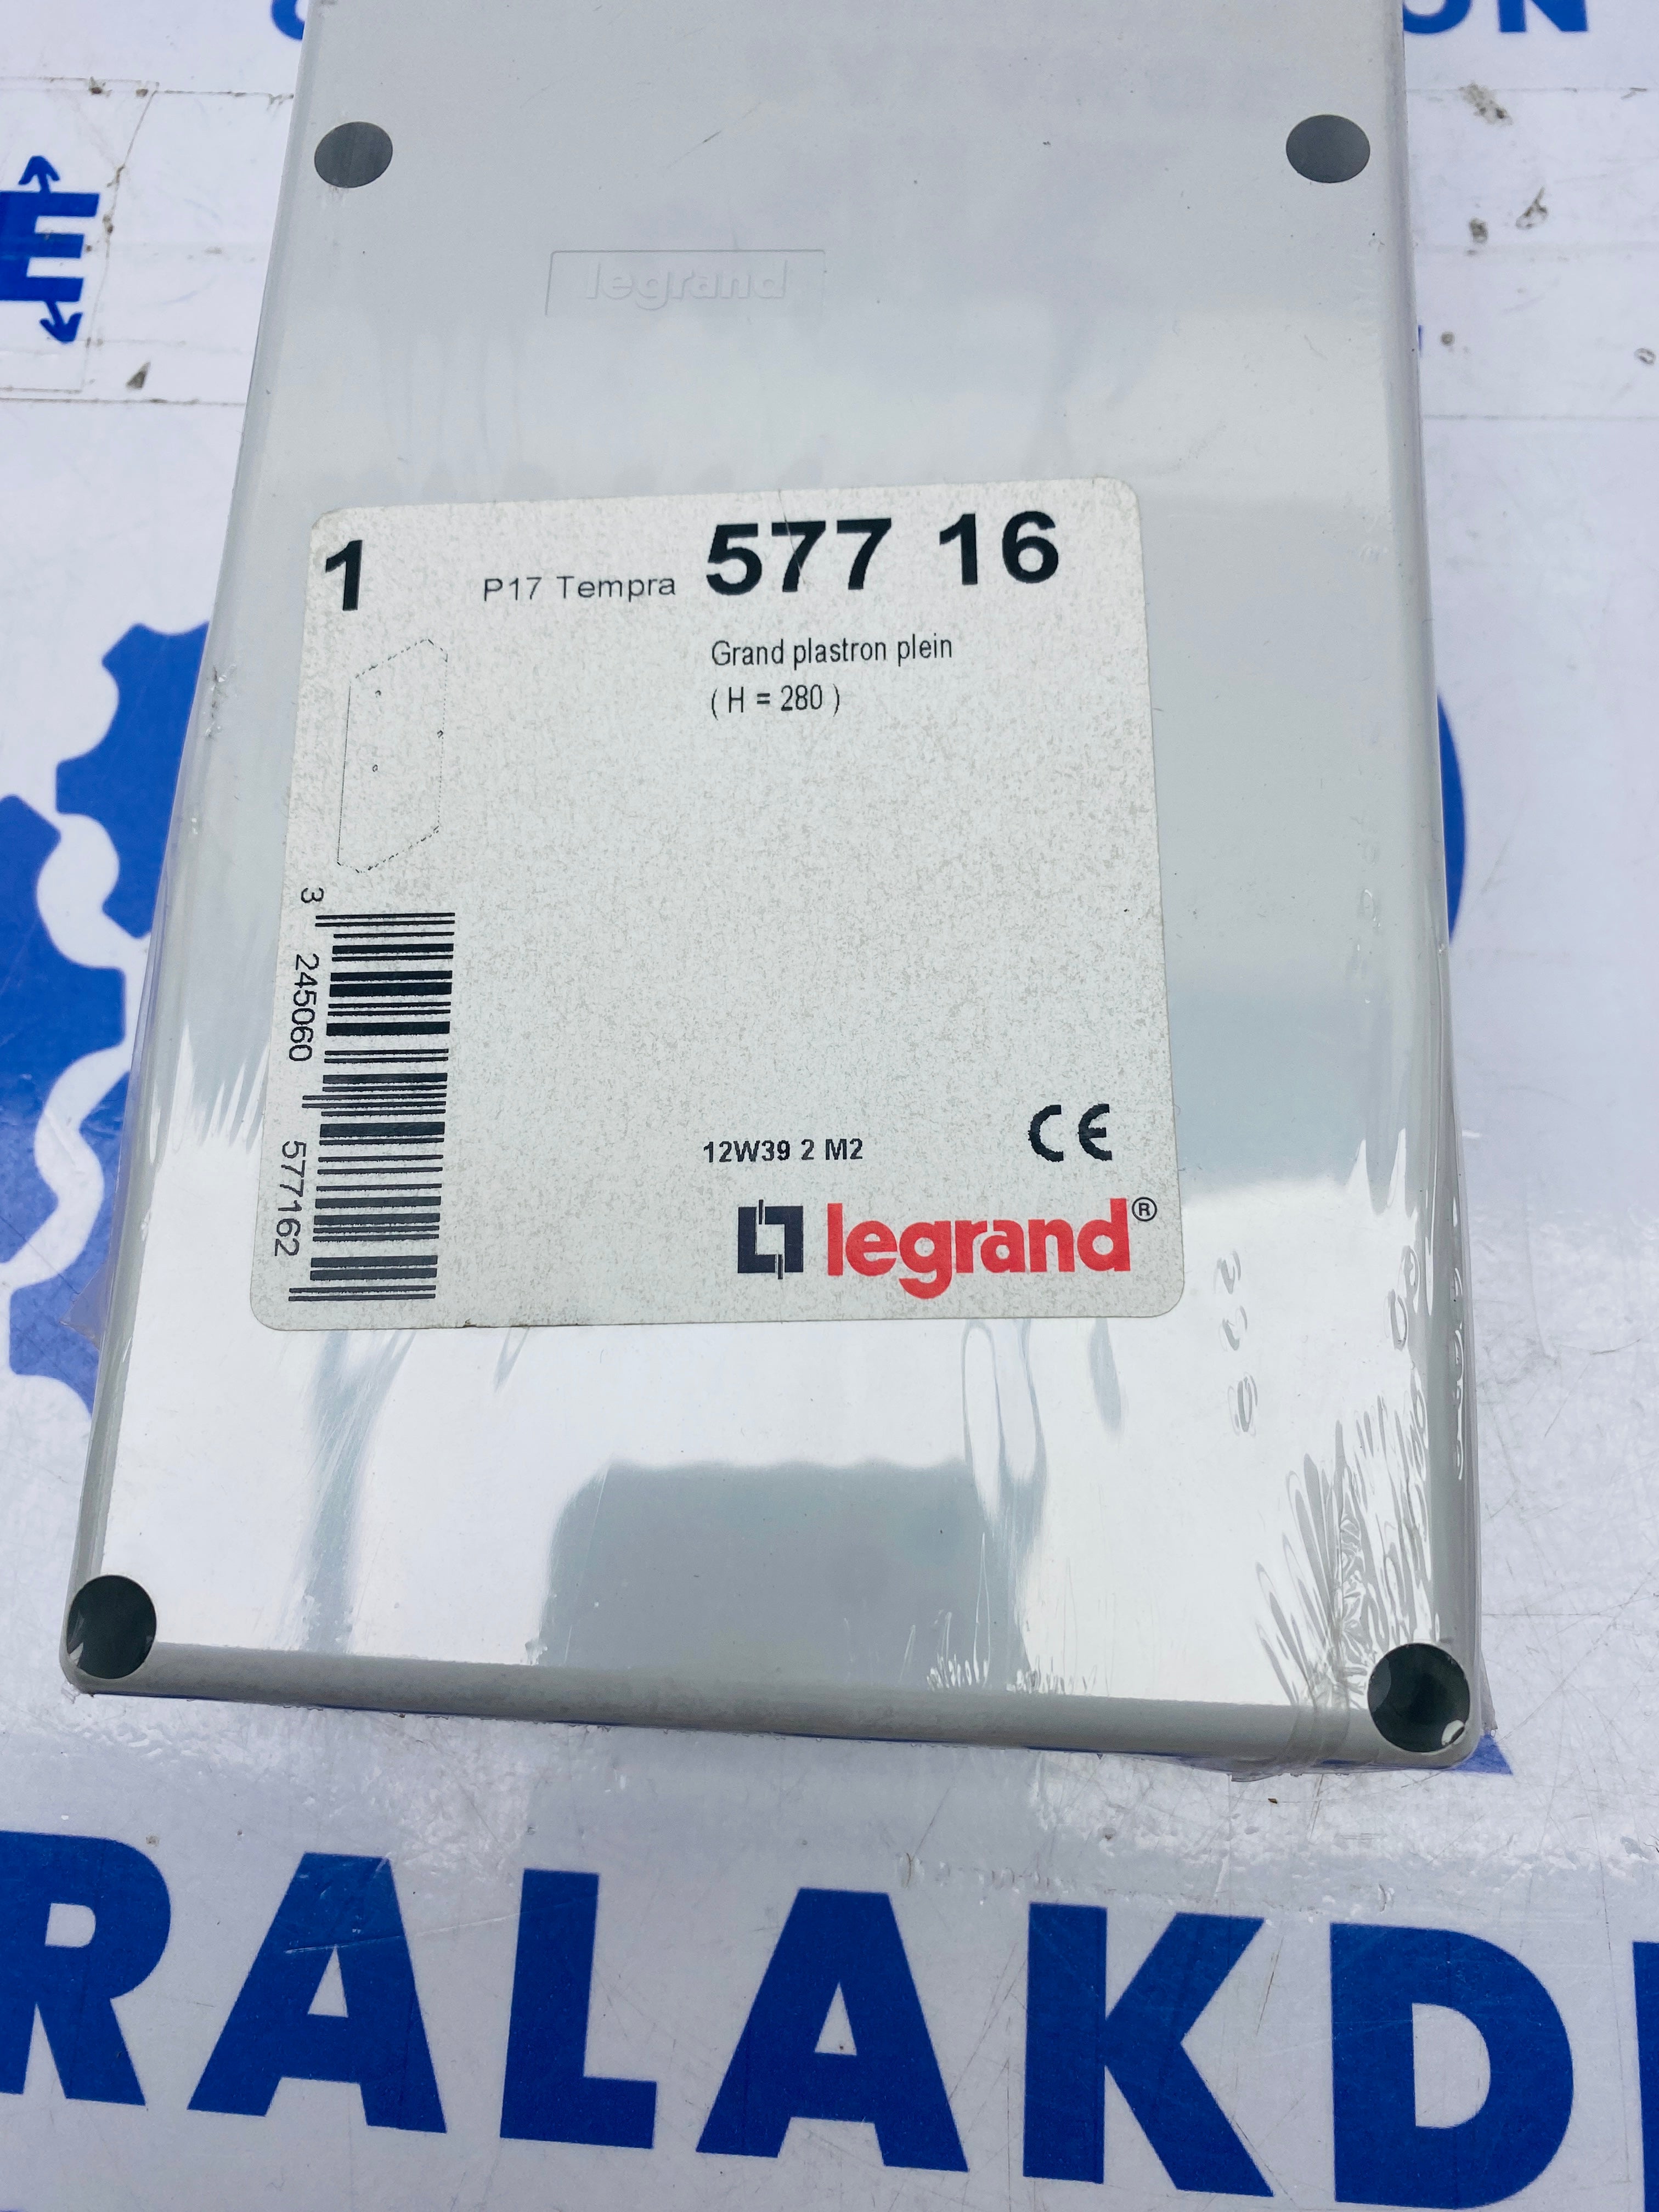 ON
E
legrand
1 P17 Tempra 577 16
Grand plastron plein
( H = 280 )
3 245060 577162
12W39 2 M2
CE
legrand®
RALAKD